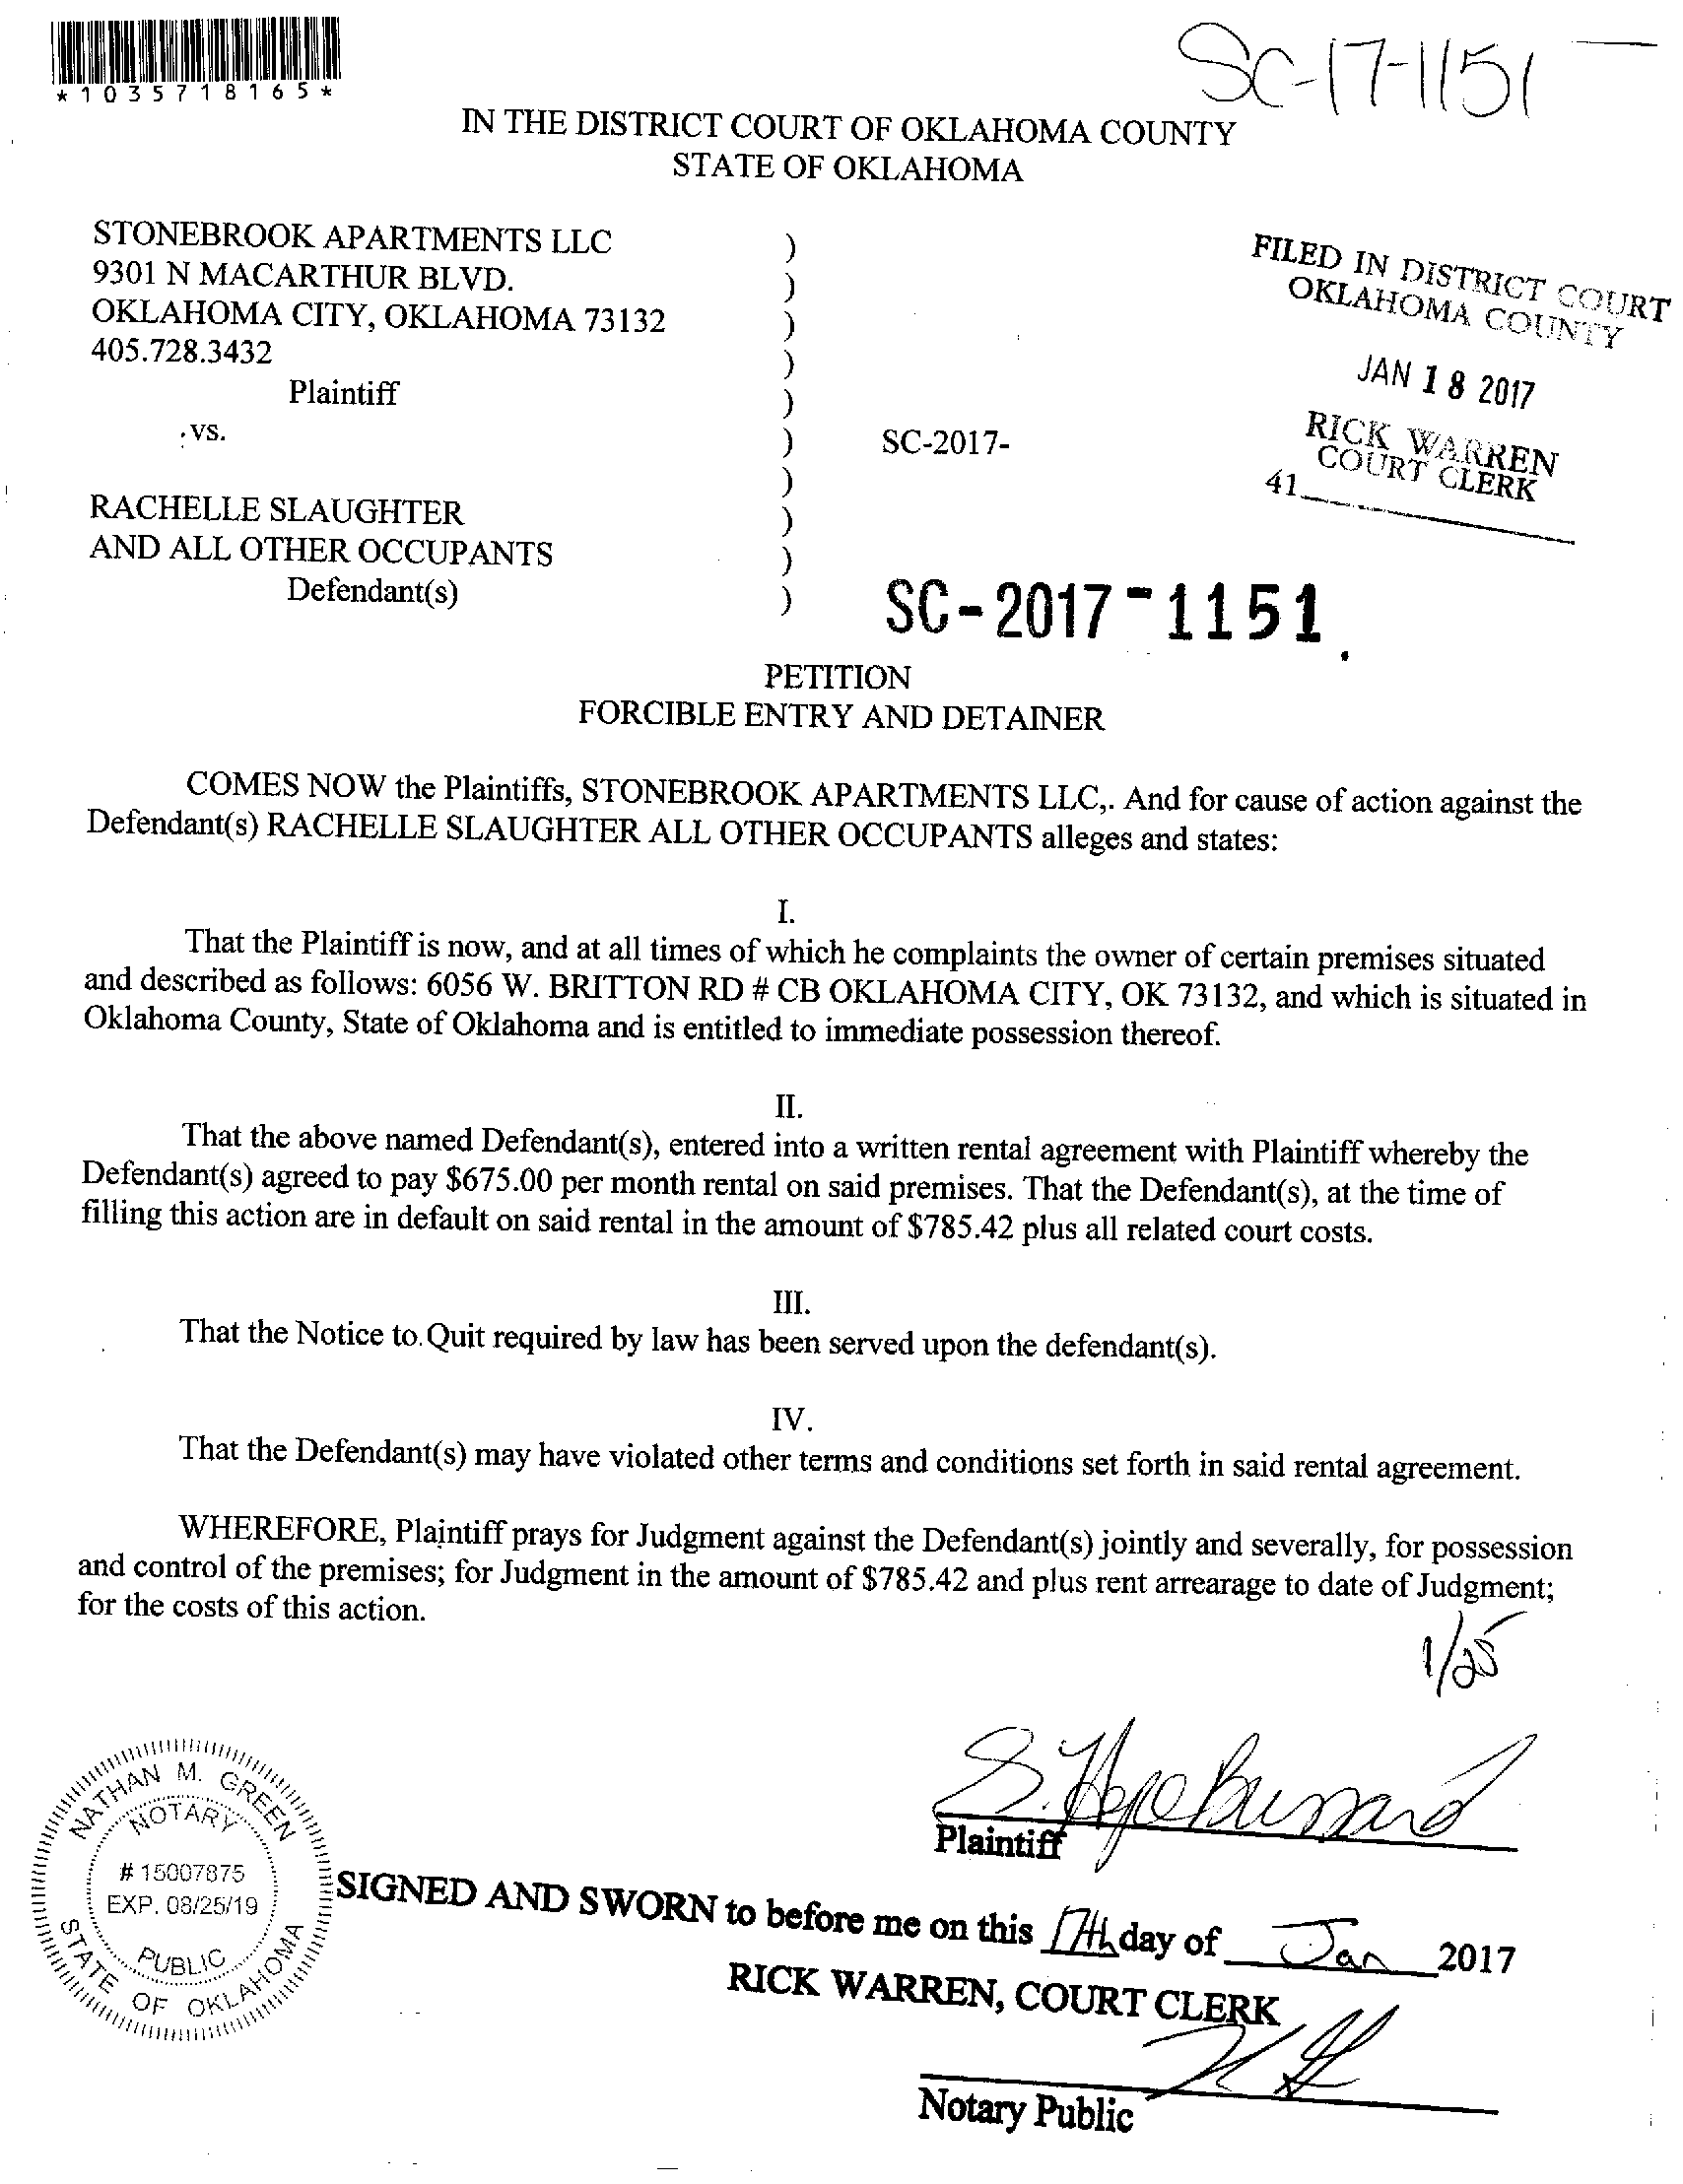 SC-17-1151
*1035718165*
IN THE DISTRICT COURT OF OKLAHOMA COUNTY
STATE OF OKLAHOMA
STONEBROOK APARTMENTS LLC )
9301 N MACARTHUR BLVD. )
OKLAHOMA CITY, OKLAHOMA 73132 )
405.728.3432 )
Plaintiff )
vs. ) SC-2017-
)
RACHELLE SLAUGHTER )
AND ALL OTHER OCCUPANTS )
Defendant(s) )
FILED IN DISTRICT COURT
OKLAHOMA COUNTY
JAN 18 2017
RICK WARREN
COURT CLERK
41
SC-2017-1151
PETITION
FORCIBLE ENTRY AND DETAINER
COMES NOW the Plaintiffs, STONEBROOK APARTMENTS LLC,. And for cause of action against the
Defendant(s) RACHELLE SLAUGHTER ALL OTHER OCCUPANTS alleges and states:
I.
That the Plaintiff is now, and at all times of which he complaints the owner of certain premises situated
and described as follows: 6056 W. BRITTON RD # CB OKLAHOMA CITY, OK 73132, and which is situated in
Oklahoma County, State of Oklahoma and is entitled to immediate possession thereof.
II.
That the above named Defendant(s), entered into a written rental agreement with Plaintiff whereby the
Defendant(s) agreed to pay $675.00 per month rental on said premises. That the Defendant(s), at the time of
filling this action are in default on said rental in the amount of $785.42 plus all related court costs.
III.
That the Notice to Quit required by law has been served upon the defendant(s).
IV.
That the Defendant(s) may have violated other terms and conditions set forth in said rental agreement.
WHEREFORE, Plaintiff prays for Judgment against the Defendant(s) jointly and severally, for possession
and control of the premises; for Judgment in the amount of $785.42 and plus rent arrearage to date of Judgment;
for the costs of this action.
1/25
S. Hope Bussard
Plaintiff
NATHAN M. GREEN
NOTARY
# 15007875
EXP. 08/25/19
PUBLIC
STATE OF OKLAHOMA
SIGNED AND SWORN to before me on this 17th day of Jan 2017
RICK WARREN, COURT CLERK
Notary Public